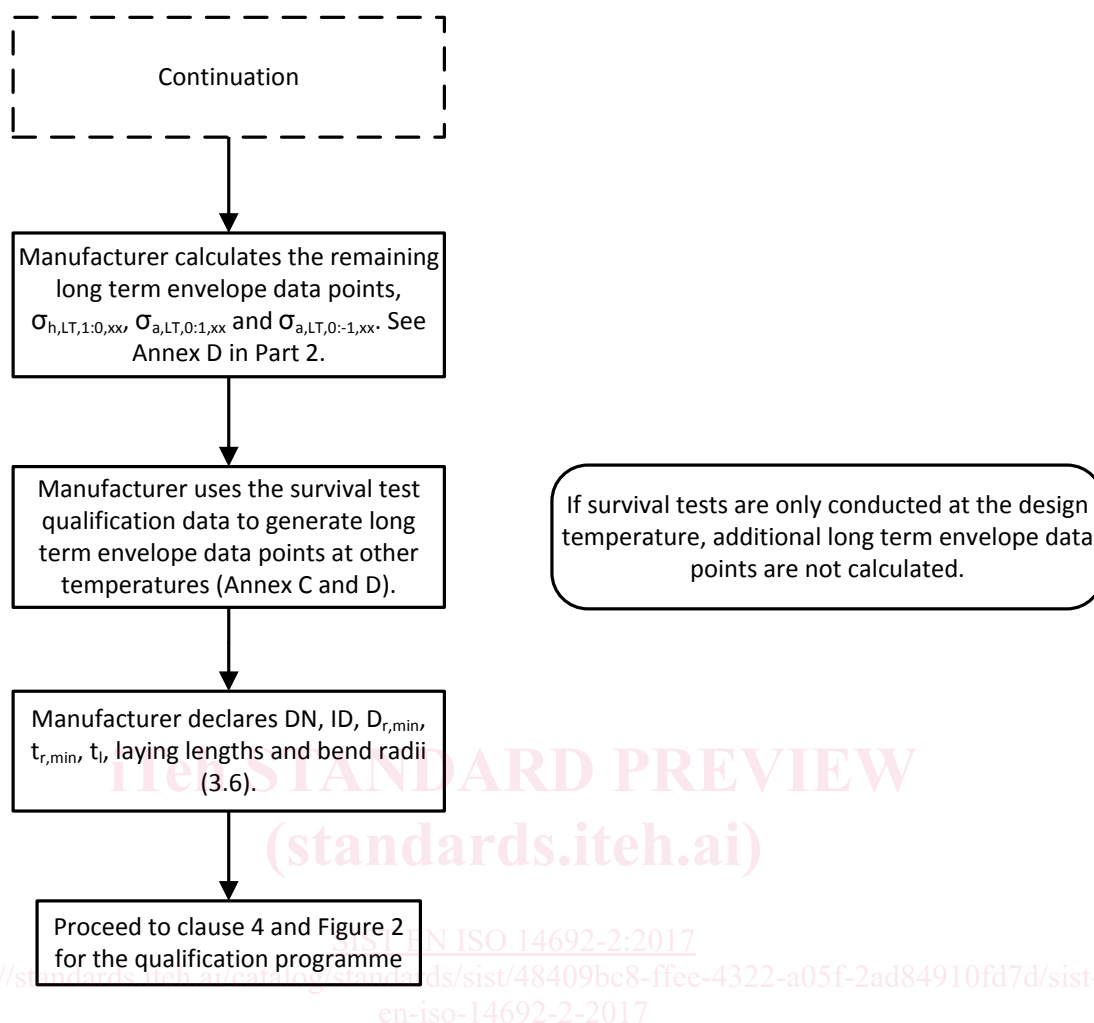 Continuation
Manufacturer calculates the remaining
long term envelope data points,
σh,LT,1:0,xx, σa,LT,0:1,xx and σa,LT,0:-1,xx. See
Annex D in Part 2.
Manufacturer uses the survival test
qualification data to generate long
term envelope data points at other
temperatures (Annex C and D).
If survival tests are only conducted at the design
temperature, additional long term envelope data
points are not calculated.
Manufacturer declares DN, ID, Dr,min,
tr,min, tl, laying lengths and bend radii
(3.6).
iTeh STANDARD PREVIEW
(standards.iteh.ai)
Proceed to clause 4 and Figure 2
for the qualification programme
SIST EN ISO 14692-2:2017
//standards.iteh.ai/catalog/standards/sist/48409bc8-ffee-4322-a05f-2ad84910fd7d/sist-
en-iso-14692-2-2017